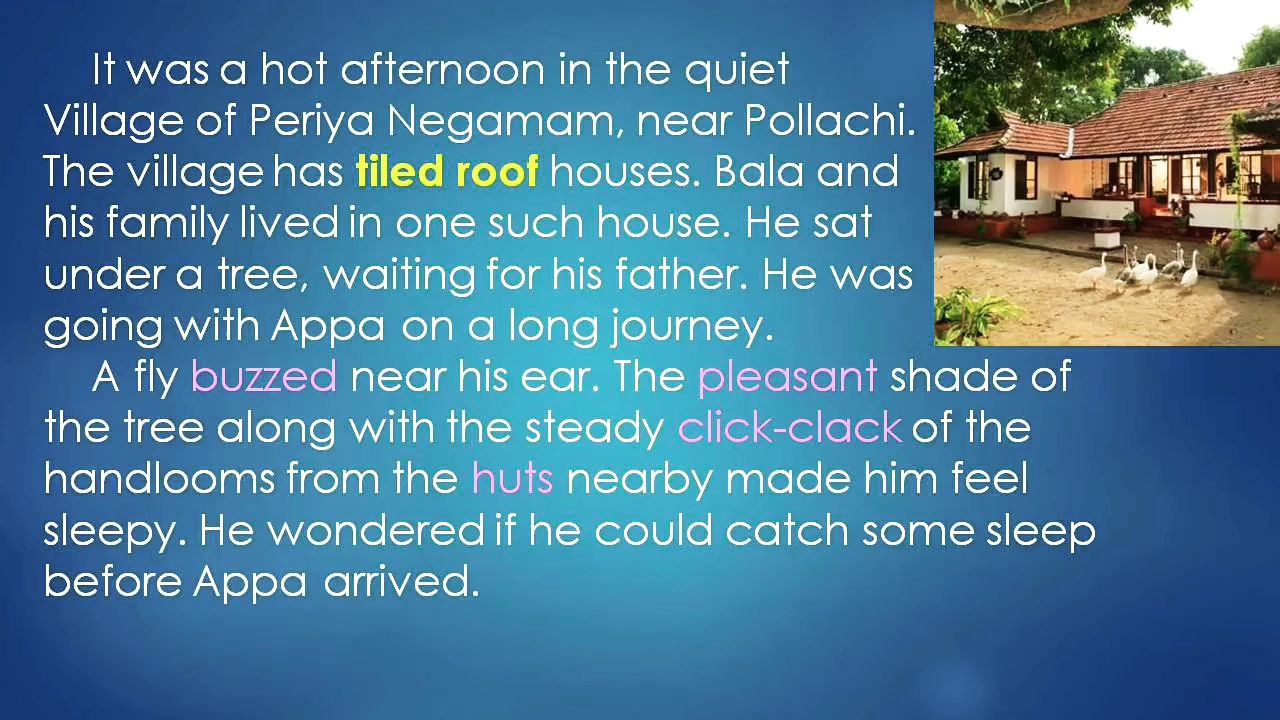 It was a hot afternoon in the quiet
Village of Periya Negamam, near Pollachi.
The village has tiled roof houses. Bala and
his family lived in one such house. He sat
under a tree, waiting for his father. He was
going with Appa on a long journey.
A fly buzzed near his ear. The pleasant shade of
the tree along with the steady click-clack of the
handlooms from the huts nearby made him feel
sleepy. He wondered if he could catch some sleep
before Appa arrived.